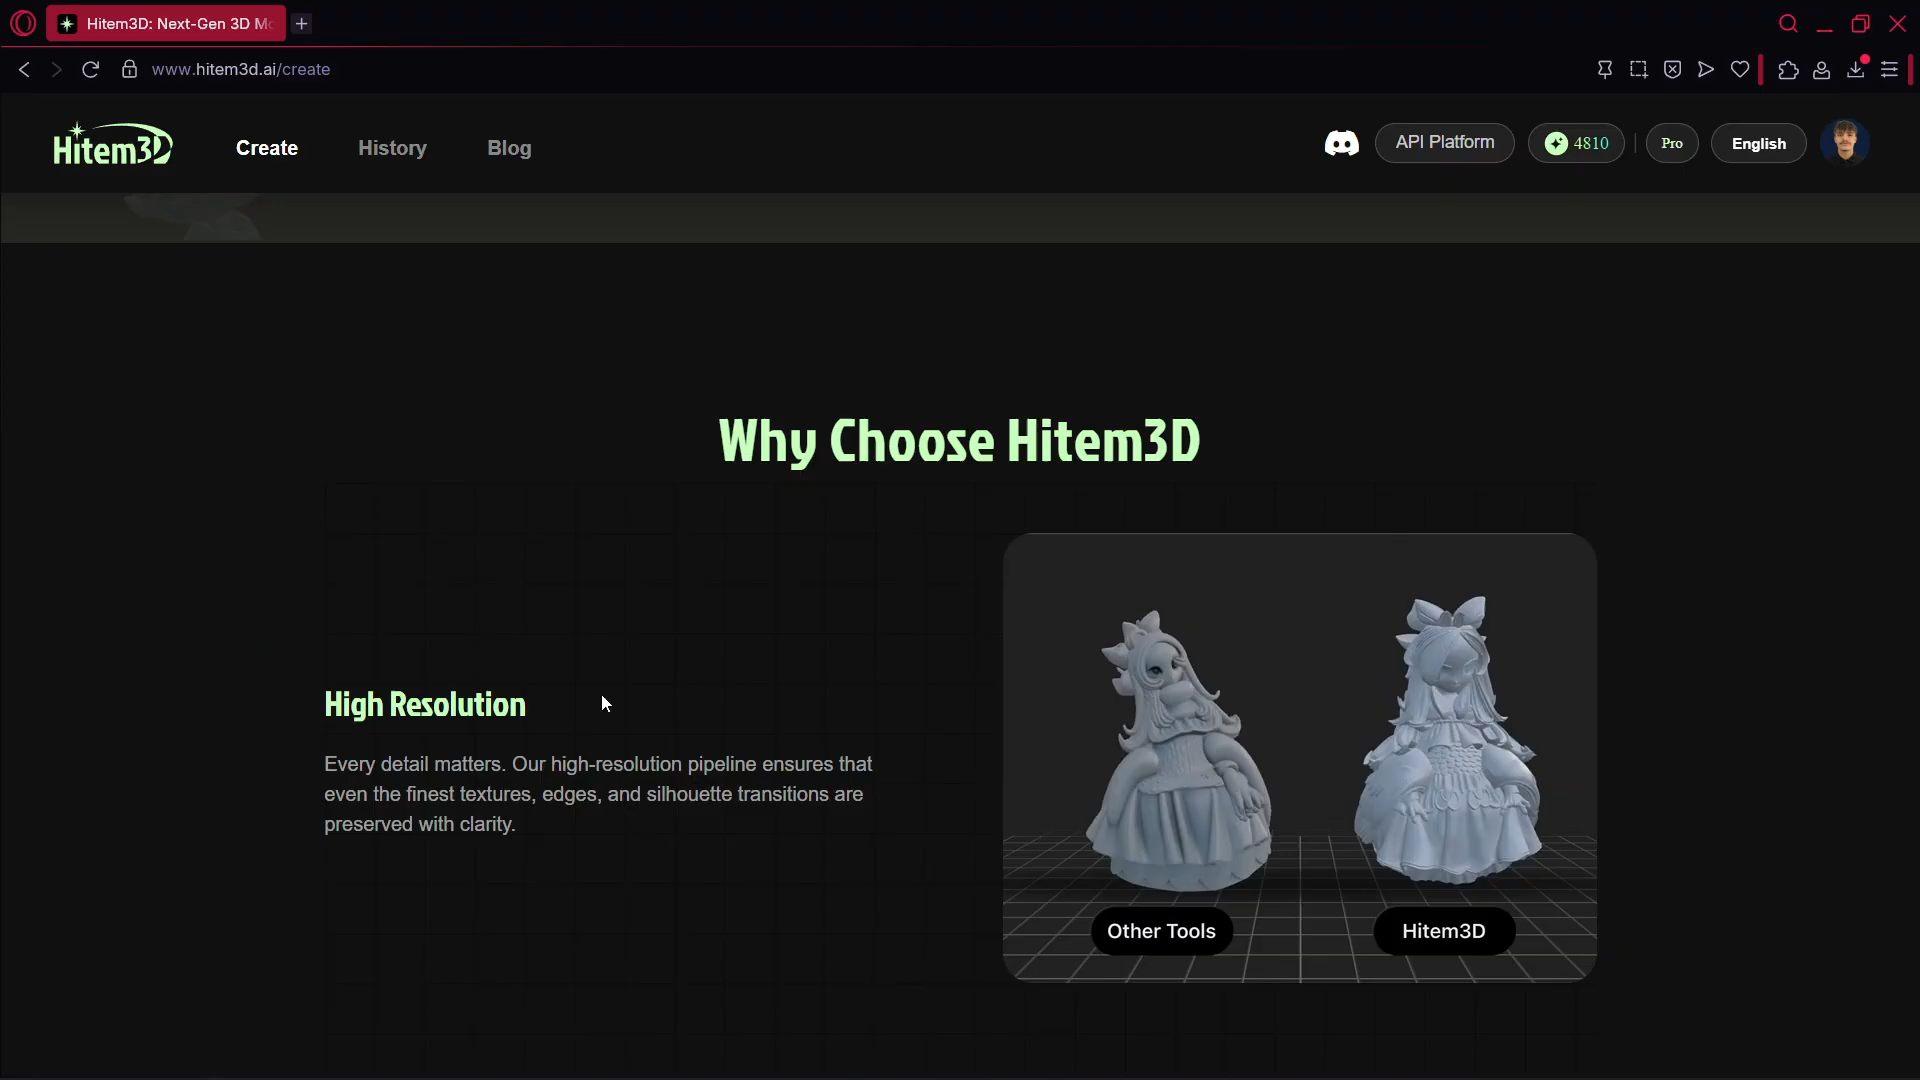 Hitem3D: Next-Gen 3D Mo
www.hitem3d.ai/create
Hitem3D
Create
History
Blog
API Platform
4810
Pro
English
Why Choose Hitem3D
High Resolution
Every detail matters. Our high-resolution pipeline ensures that
even the finest textures, edges, and silhouette transitions are
preserved with clarity.
Other Tools
Hitem3D